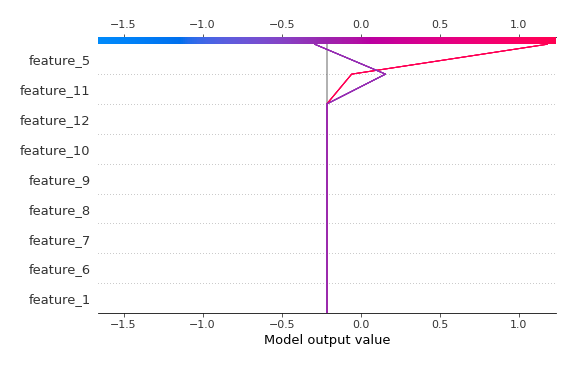 −1.5 −1.0 −0.5 0.0 0.5 1.0
feature_5
feature_11
feature_12
feature_10
feature_9
feature_8
feature_7
feature_6
feature_1
−1.5 −1.0 −0.5 0.0 0.5 1.0
Model output value